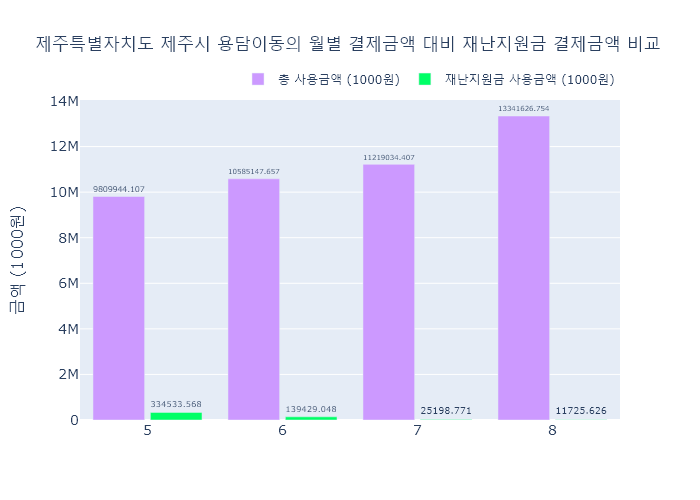 제주특별자치도 제주시 용담이동의 월별 결제금액 대비 재난지원금 결제금액 비교
총 사용금액 (1000원)
재난지원금 사용금액 (1000원)
금액 (1000원)
14M
12M
10M
8M
6M
4M
2M
0
9809944.107
334533.568
10585147.657
139429.048
11219034.407
25198.771
13341626.754
11725.626
5
6
7
8